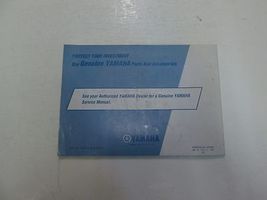 PROTECT YOUR INVESTMENT
Use Genuine YAMAHA Parts And Accessories
See your Authorized YAMAHA Dealer for a Genuine YAMAHA
Service Manual.
YAMAHA